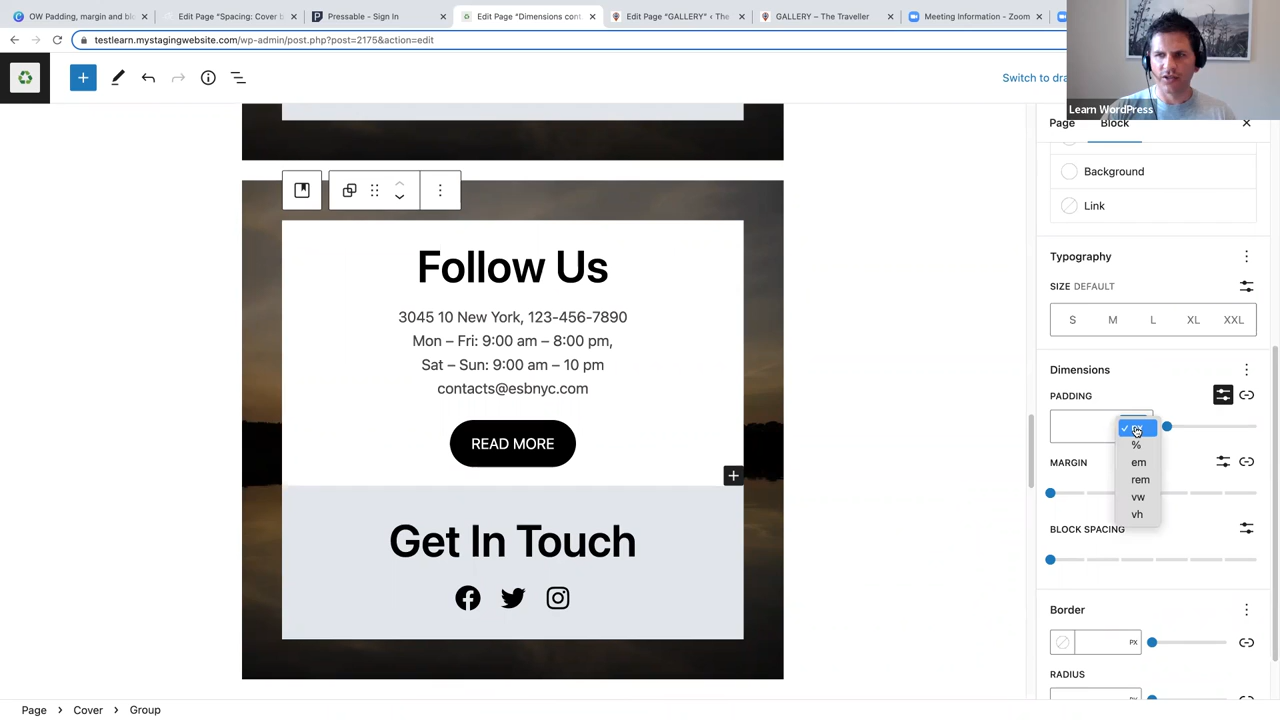 OW Padding, margin and blo
Edit Page "Spacing: Cover b
Pressable - Sign In
Edit Page "Dimensions cont
Edit Page "GALLERY" ‹ The
GALLERY – The Traveller
Meeting Information - Zoom
testlearn.mystagingwebsite.com/wp-admin/post.php?post=2175&action=edit
Switch to dra
Learn WordPress
Page
Block
Background
Link
Typography
SIZE DEFAULT
S M L XL XXL
Dimensions
PADDING
%
em
rem
vw
vh
MARGIN
BLOCK SPACING
Border
PX
RADIUS
Follow Us
3045 10 New York, 123-456-7890
Mon – Fri: 9:00 am – 8:00 pm,
Sat – Sun: 9:00 am – 10 pm
contacts@esbnyc.com
READ MORE
Get In Touch
Page > Cover > Group